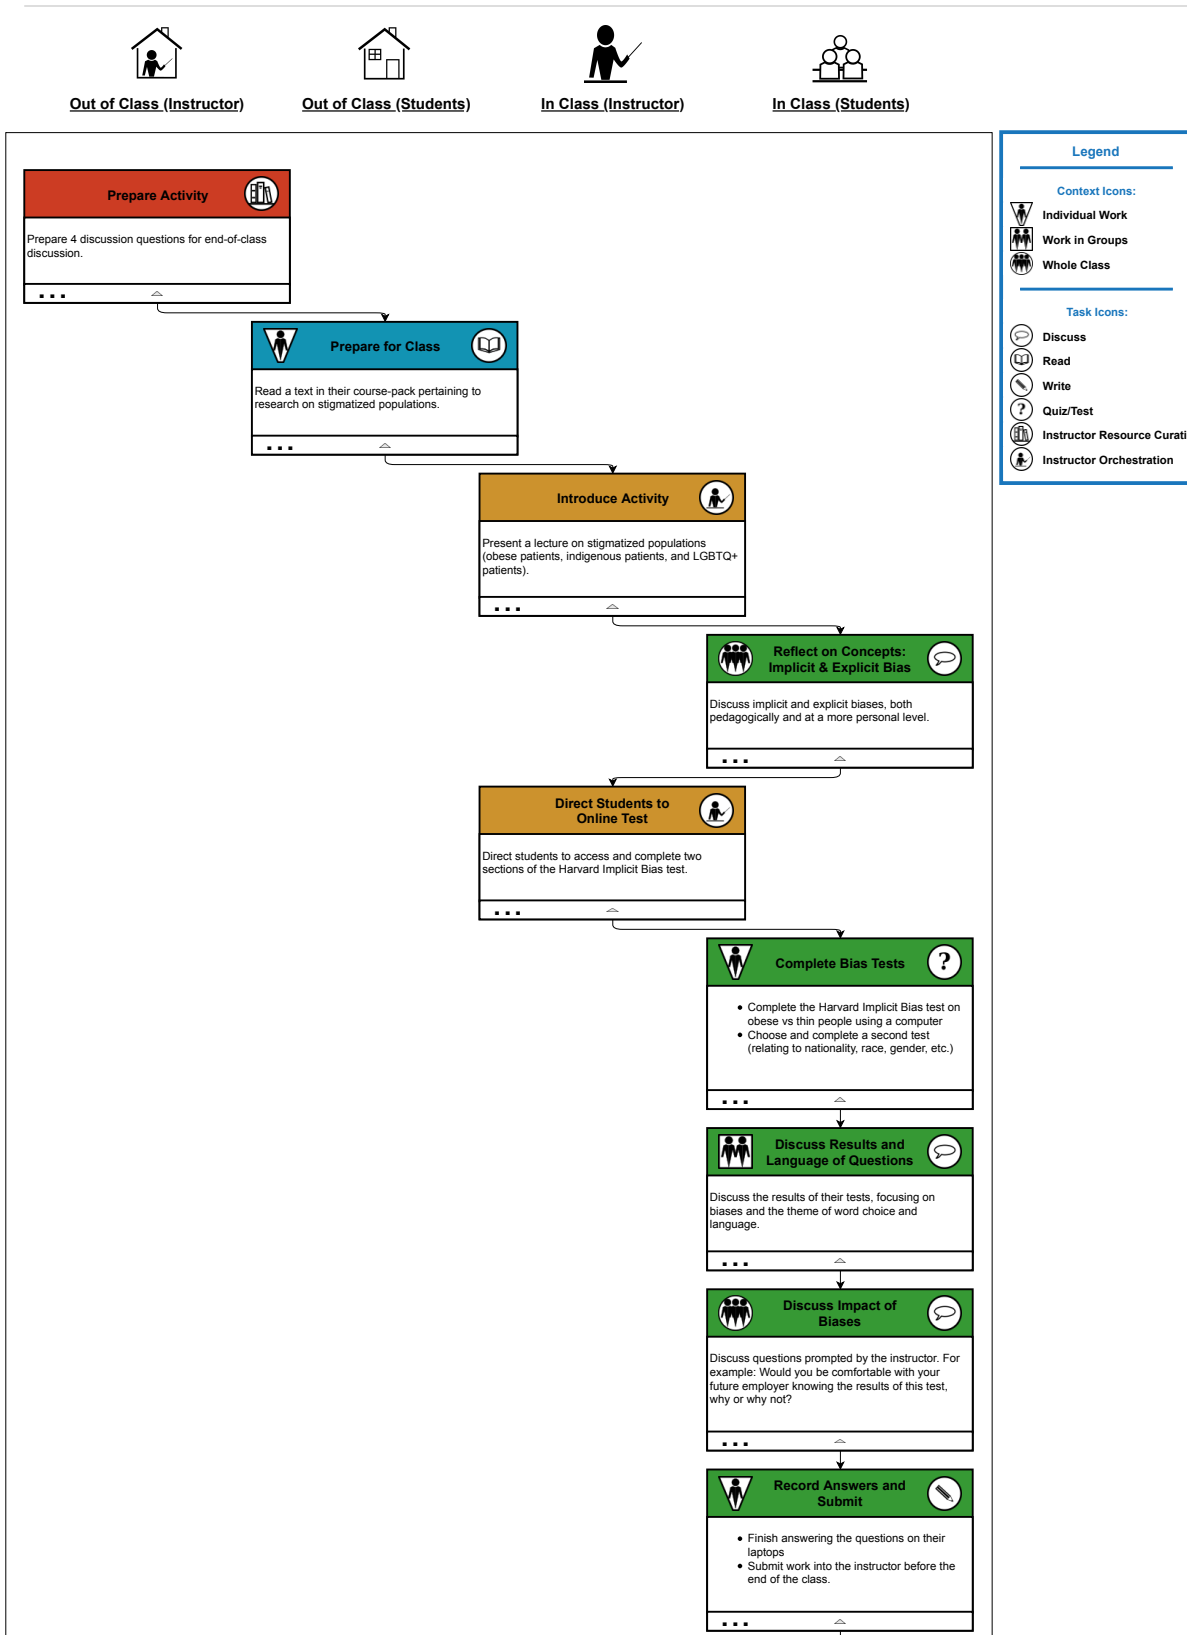 Out of Class (Instructor)
Out of Class (Students)
In Class (Instructor)
In Class (Students)
Legend
Context Icons:
Individual Work
Work in Groups
Whole Class
Task Icons:
Discuss
Read
Write
? Quiz/Test
Instructor Resource Curati
Instructor Orchestration
Prepare Activity
Prepare 4 discussion questions for end-of-class
discussion.
...
Prepare for Class
Read a text in their course-pack pertaining to
research on stigmatized populations.
...
Introduce Activity
Present a lecture on stigmatized populations
(obese patients, indigenous patients, and LGBTQ+
patients).
...
Reflect on Concepts:
Implicit & Explicit Bias
Discuss implicit and explicit biases, both
pedagogically and at a more personal level.
...
Direct Students to
Online Test
Direct students to access and complete two
sections of the Harvard Implicit Bias test.
...
Complete Bias Tests
?
• Complete the Harvard Implicit Bias test on
obese vs thin people using a computer
• Choose and complete a second test
(relating to nationality, race, gender, etc.)
...
Discuss Results and
Language of Questions
Discuss the results of their tests, focusing on
biases and the theme of word choice and
language.
...
Discuss Impact of
Biases
Discuss questions prompted by the instructor. For
example: Would you be comfortable with your
future employer knowing the results of this test,
why or why not?
...
Record Answers and
Submit
• Finish answering the questions on their
laptops
• Submit work into the instructor before the
end of the class.
...